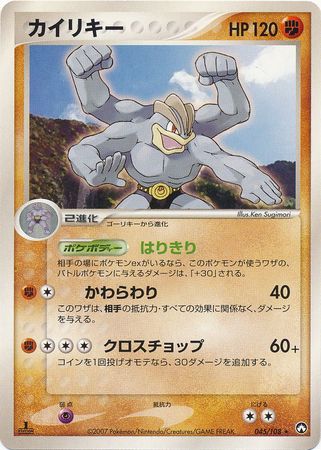 カイリキー HP120
Illus. Ken Sugimori
2進化 ゴーリキーから進化
ポケボディー はりきり
相手の場にポケモンexがいるなら、このポケモンが使うワザの、
バトルポケモンに与えるダメージは、「+30」される。
かわらわり 40
このワザは、相手の抵抗力・すべての効果に関係なく、ダメージ
を与える。
クロスチョップ 60+
コインを1回投げオモテなら、30ダメージを追加する。
弱点 抵抗力 にげる
1 EDITION
©2007 Pokémon/Nintendo/Creatures/GAME FREAK. 045/108 ★